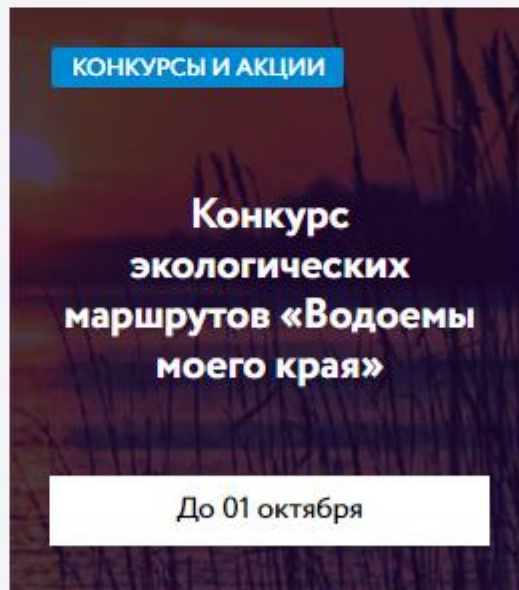 КОНКУРСЫ И АКЦИИ
Конкурс
экологических
маршрутов «Водоемы
моего края»
До 01 октября